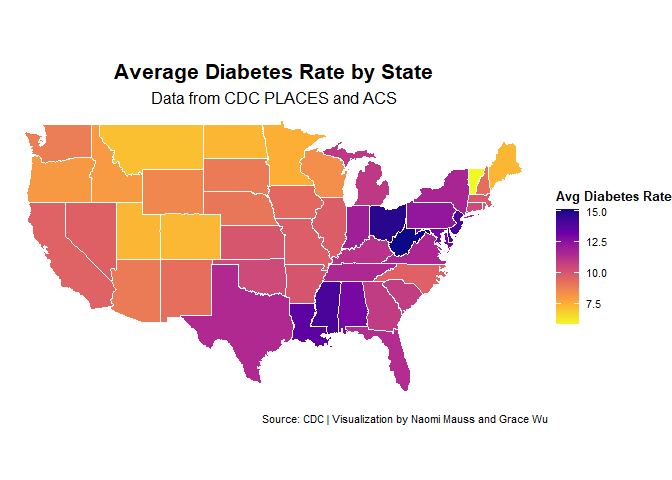 Average Diabetes Rate by State
Data from CDC PLACES and ACS
Avg Diabetes Rate
15.0
12.5
10.0
7.5
Source: CDC | Visualization by Naomi Mauss and Grace Wu